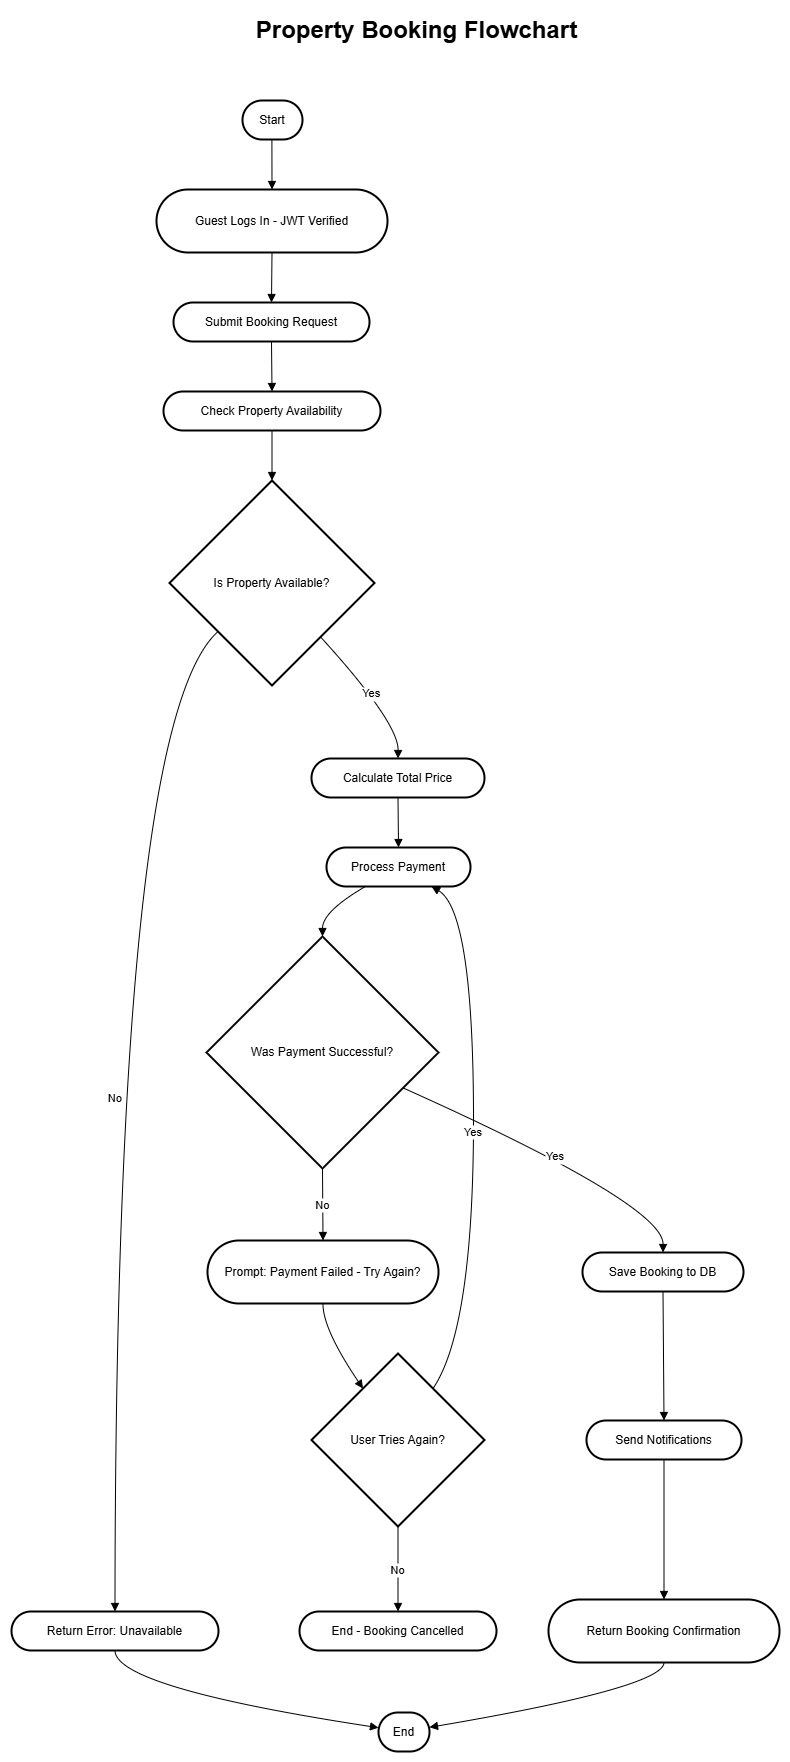 Property Booking Flowchart
Start
Guest Logs In - JWT Verified
Submit Booking Request
Check Property Availability
Is Property Available?
Yes
Calculate Total Price
Process Payment
Was Payment Successful?
No
Yes
Yes
No
Prompt: Payment Failed - Try Again?
Save Booking to DB
User Tries Again?
Send Notifications
No
Return Error: Unavailable
End - Booking Cancelled
Return Booking Confirmation
End